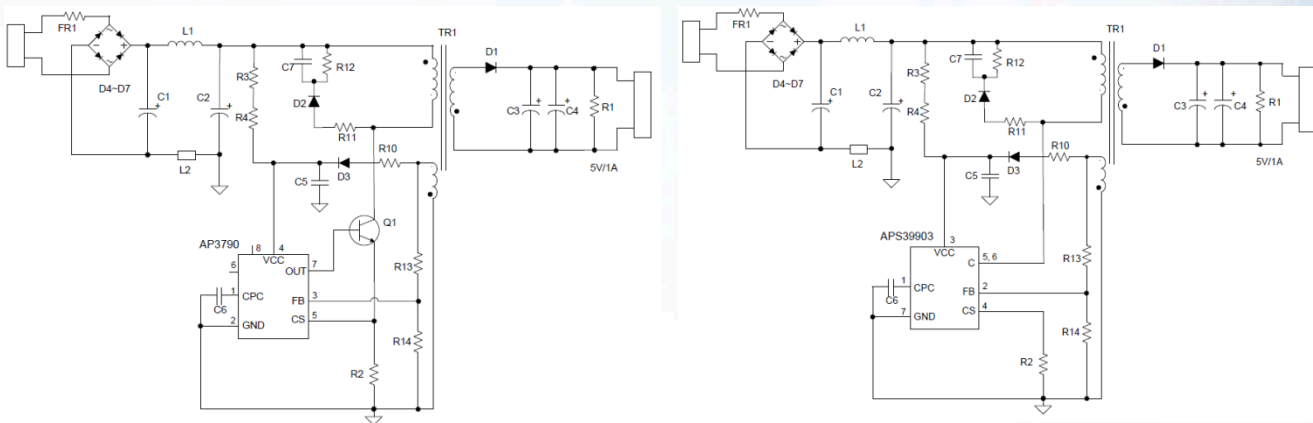 FR1
L1
TR1
D4~D7
C1
C2
R3
R4
C7
R12
D2
R11
D1
C3
C4
R1
5V/1A
L2
C5
D3
R10
Q1
AP3790
8
4
VCC
6
OUT
7
R13
1
CPC
C6
FB
3
2
GND
CS
5
R14
R2
FR1
L1
TR1
D4~D7
C1
C2
R3
R4
C7
R12
D2
R11
D1
C3
C4
R1
5V/1A
L2
C5
D3
R10
APS39903
3
VCC
C
5, 6
R13
1
CPC
C6
FB
2
7
GND
CS
4
R14
R2